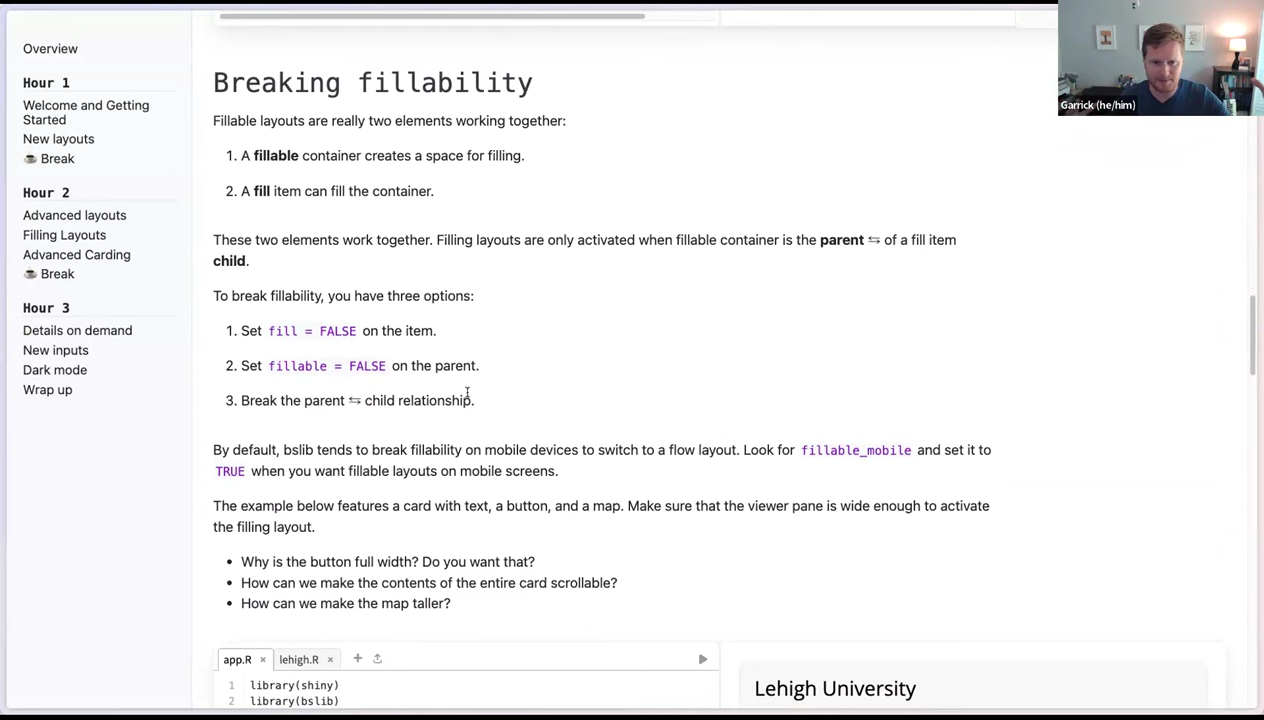 Overview
Hour 1
Welcome and Getting
Started
New layouts
Break
Hour 2
Advanced layouts
Filling Layouts
Advanced Carding
Break
Hour 3
Details on demand
New inputs
Dark mode
Wrap up
Breaking fillability
Fillable layouts are really two elements working together:
1. A fillable container creates a space for filling.
2. A fill item can fill the container.
These two elements work together. Filling layouts are only activated when fillable container is the parent ⇆ of a fill item
child.
To break fillability, you have three options:
1. Set fill = FALSE on the item.
2. Set fillable = FALSE on the parent.
3. Break the parent ⇆ child relationship.
By default, bslib tends to break fillability on mobile devices to switch to a flow layout. Look for fillable_mobile and set it to
TRUE when you want fillable layouts on mobile screens.
The example below features a card with text, a button, and a map. Make sure that the viewer pane is wide enough to activate
the filling layout.
• Why is the button full width? Do you want that?
• How can we make the contents of the entire card scrollable?
• How can we make the map taller?
app.R × lehigh.R × +
1 library(shiny)
2 library(bslib)
Lehigh University
Garrick (he/him)